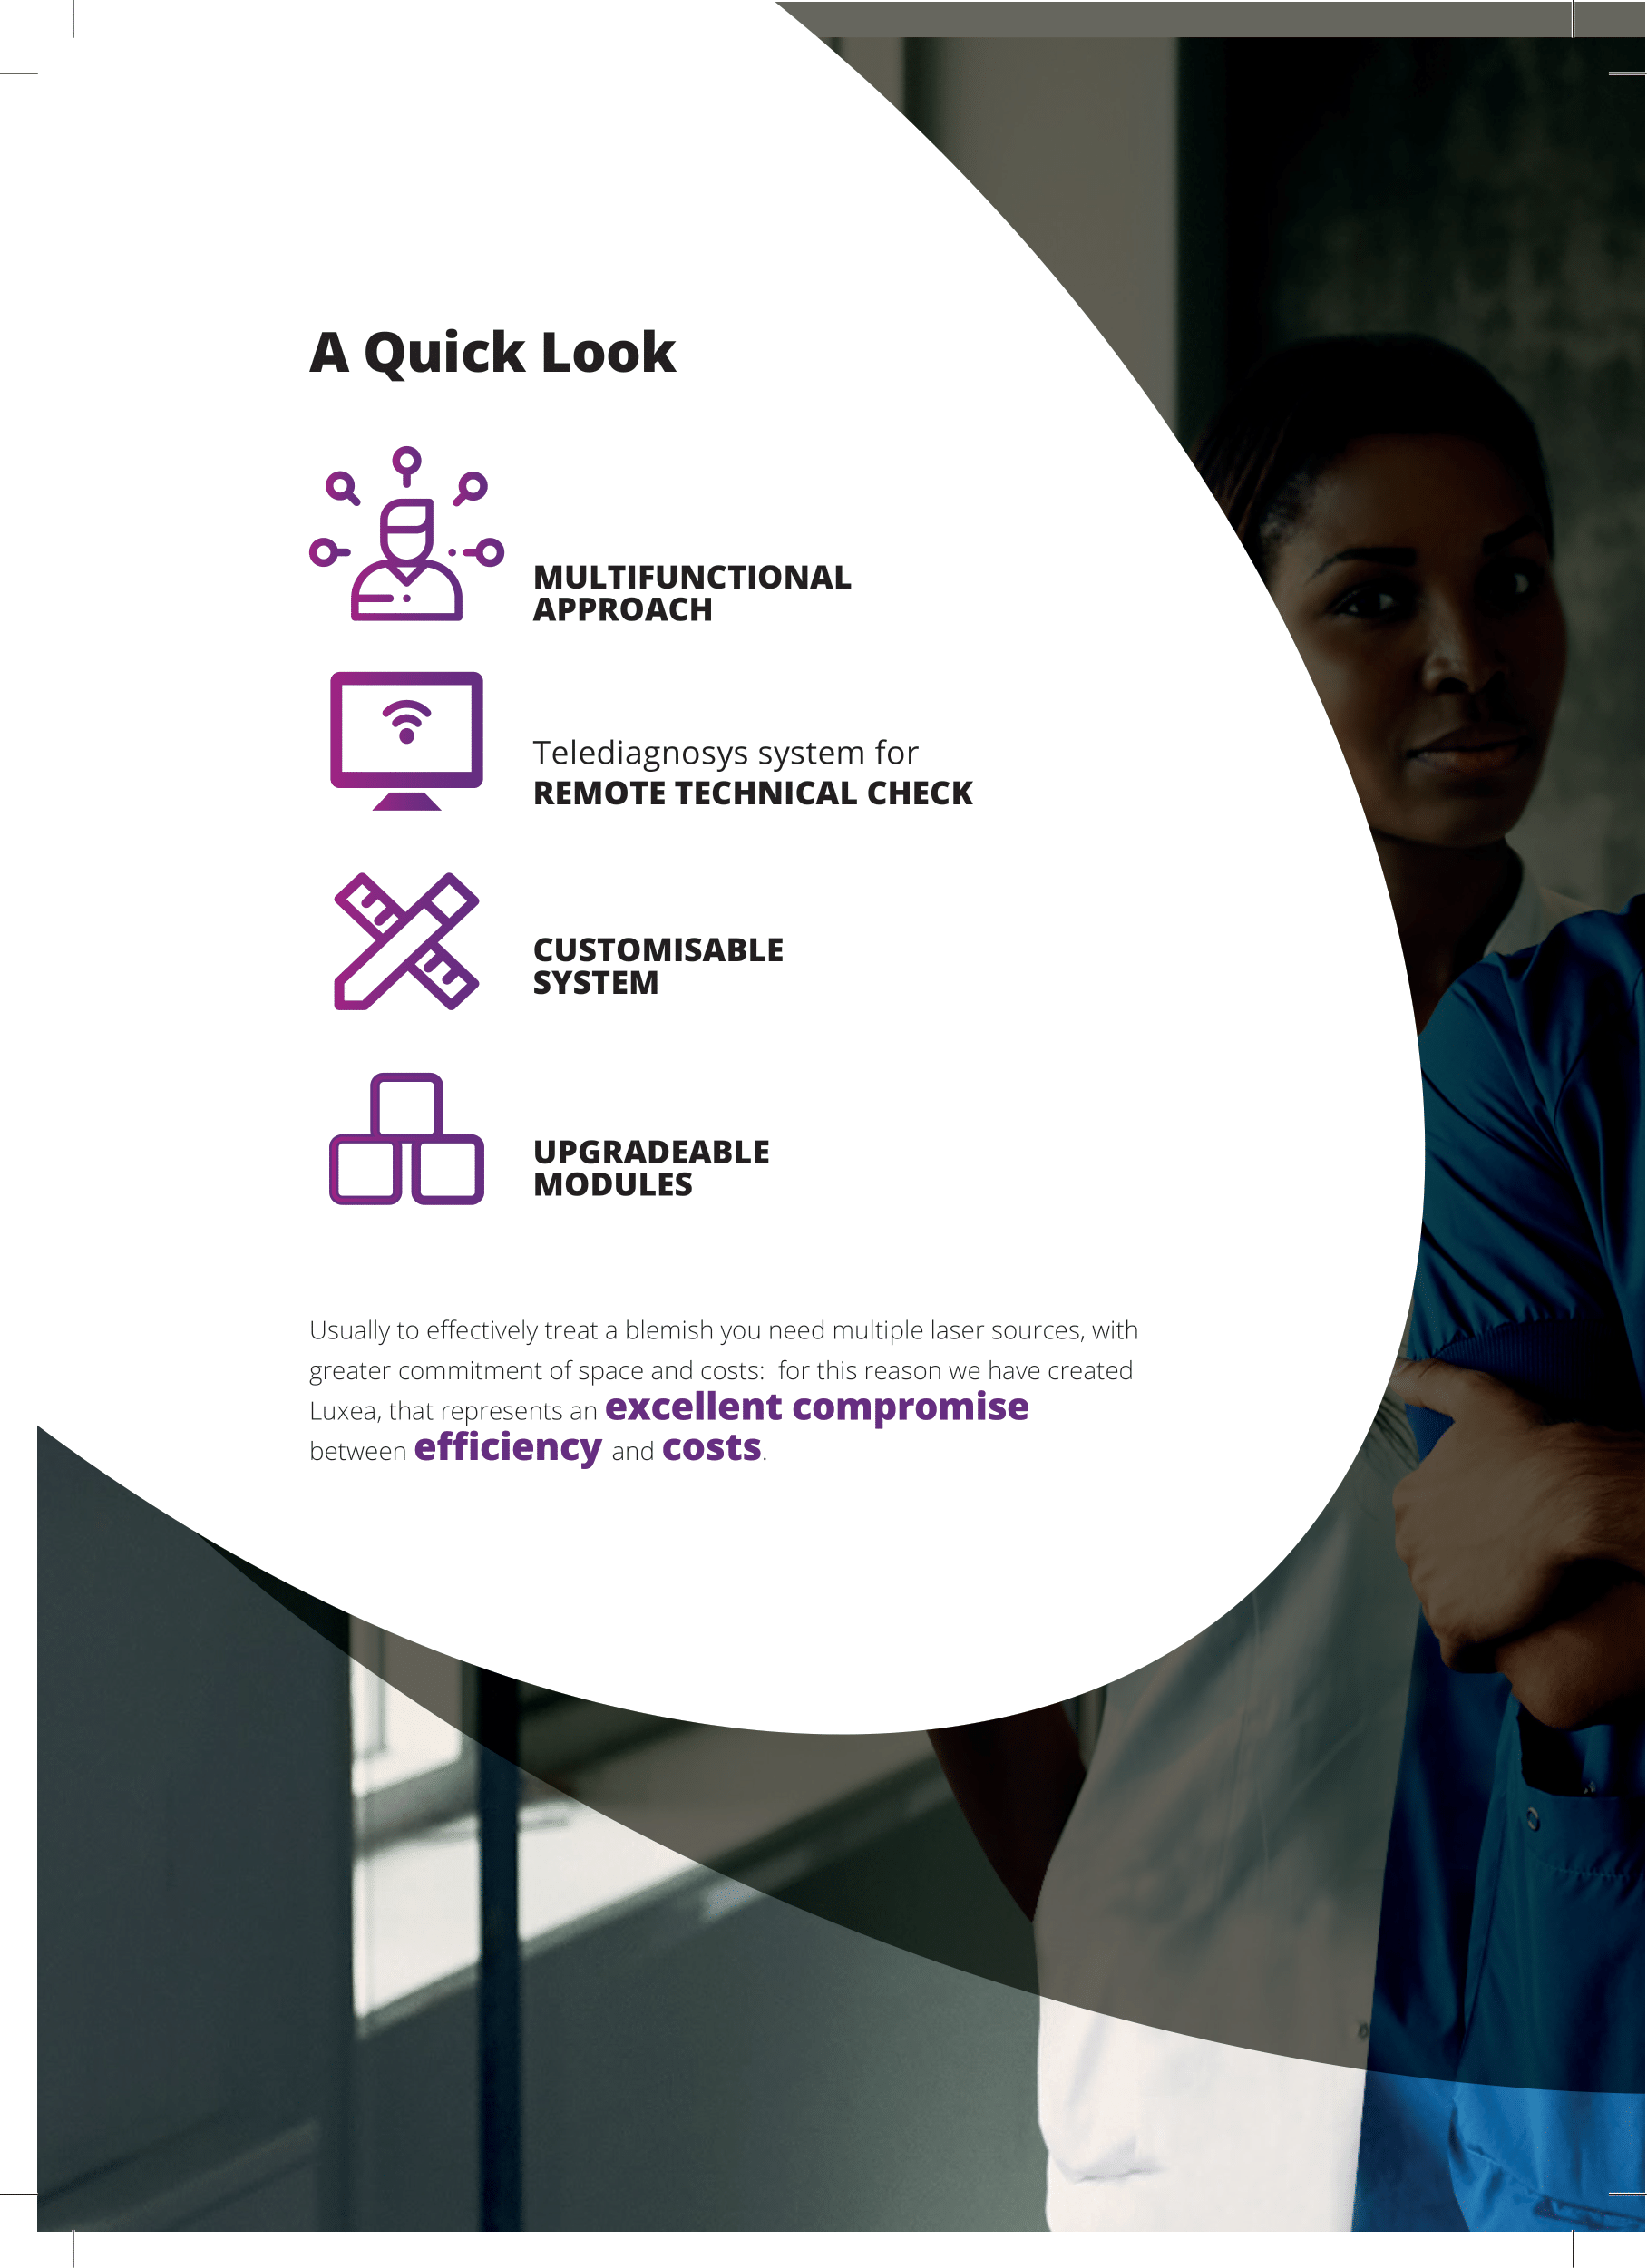 A Quick Look
MULTIFUNCTIONAL
APPROACH
Telediagnosys system for
REMOTE TECHNICAL CHECK
CUSTOMISABLE
SYSTEM
UPGRADEABLE
MODULES
Usually to effectively treat a blemish you need multiple laser sources, with
greater commitment of space and costs:  for this reason we have created
Luxea, that represents an excellent compromise
between efficiency and costs.